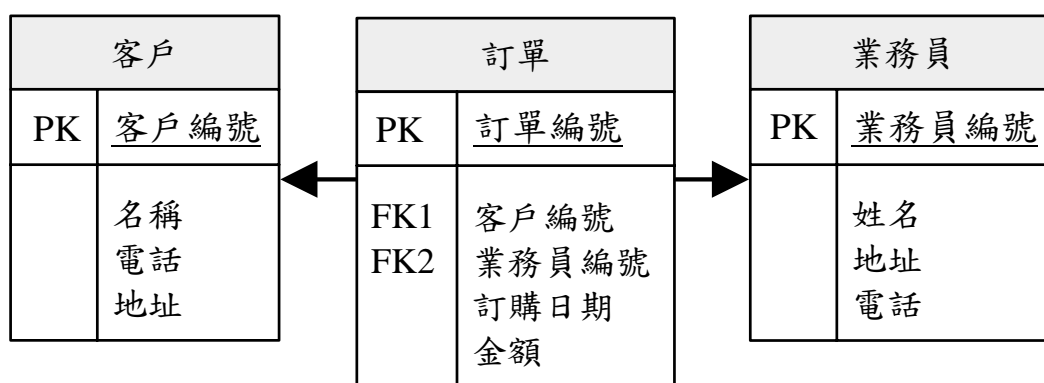 客戶
PK 客戶編號
名稱
電話
地址
訂單
PK 訂單編號
FK1 客戶編號
FK2 業務員編號
訂購日期
金額
業務員
PK 業務員編號
姓名
地址
電話